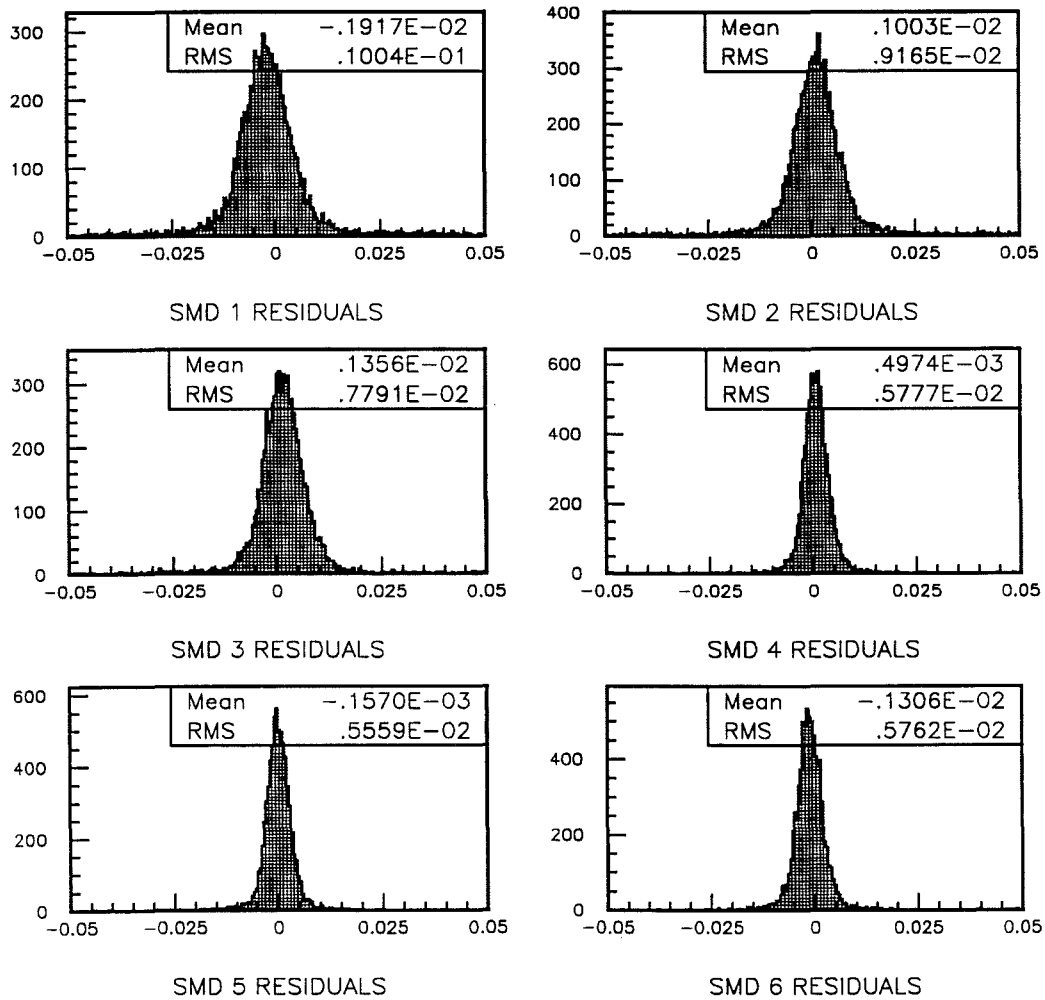 Mean -.1917E-02
RMS .1004E-01
300
200
100
0
-0.05 -0.025 0 0.025 0.05
SMD 1 RESIDUALS
Mean .1003E-02
RMS .9165E-02
400
300
200
100
0
-0.05 -0.025 0 0.025 0.05
SMD 2 RESIDUALS
Mean .1356E-02
RMS .7791E-02
300
200
100
0
-0.05 -0.025 0 0.025 0.05
SMD 3 RESIDUALS
Mean .4974E-03
RMS .5777E-02
600
400
200
0
-0.05 -0.025 0 0.025 0.05
SMD 4 RESIDUALS
Mean -.1570E-03
RMS .5559E-02
600
400
200
0
-0.05 -0.025 0 0.025 0.05
SMD 5 RESIDUALS
Mean -.1306E-02
RMS .5762E-02
400
200
0
-0.05 -0.025 0 0.025 0.05
SMD 6 RESIDUALS